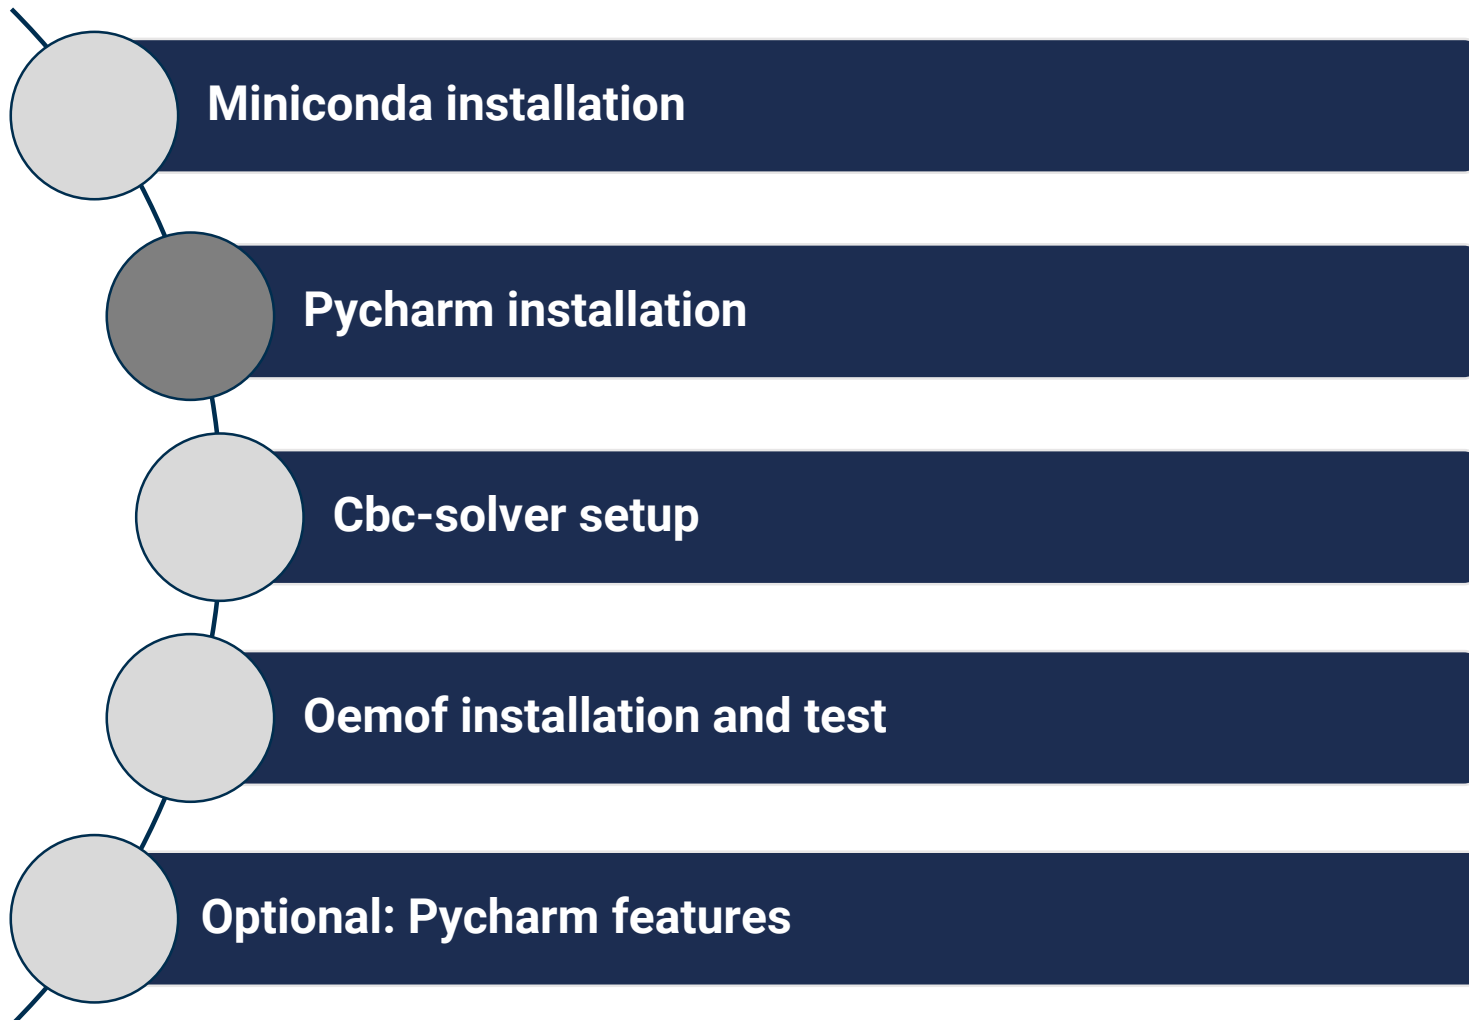 Miniconda installation
Pycharm installation
Cbc-solver setup
Oemof installation and test
Optional: Pycharm features